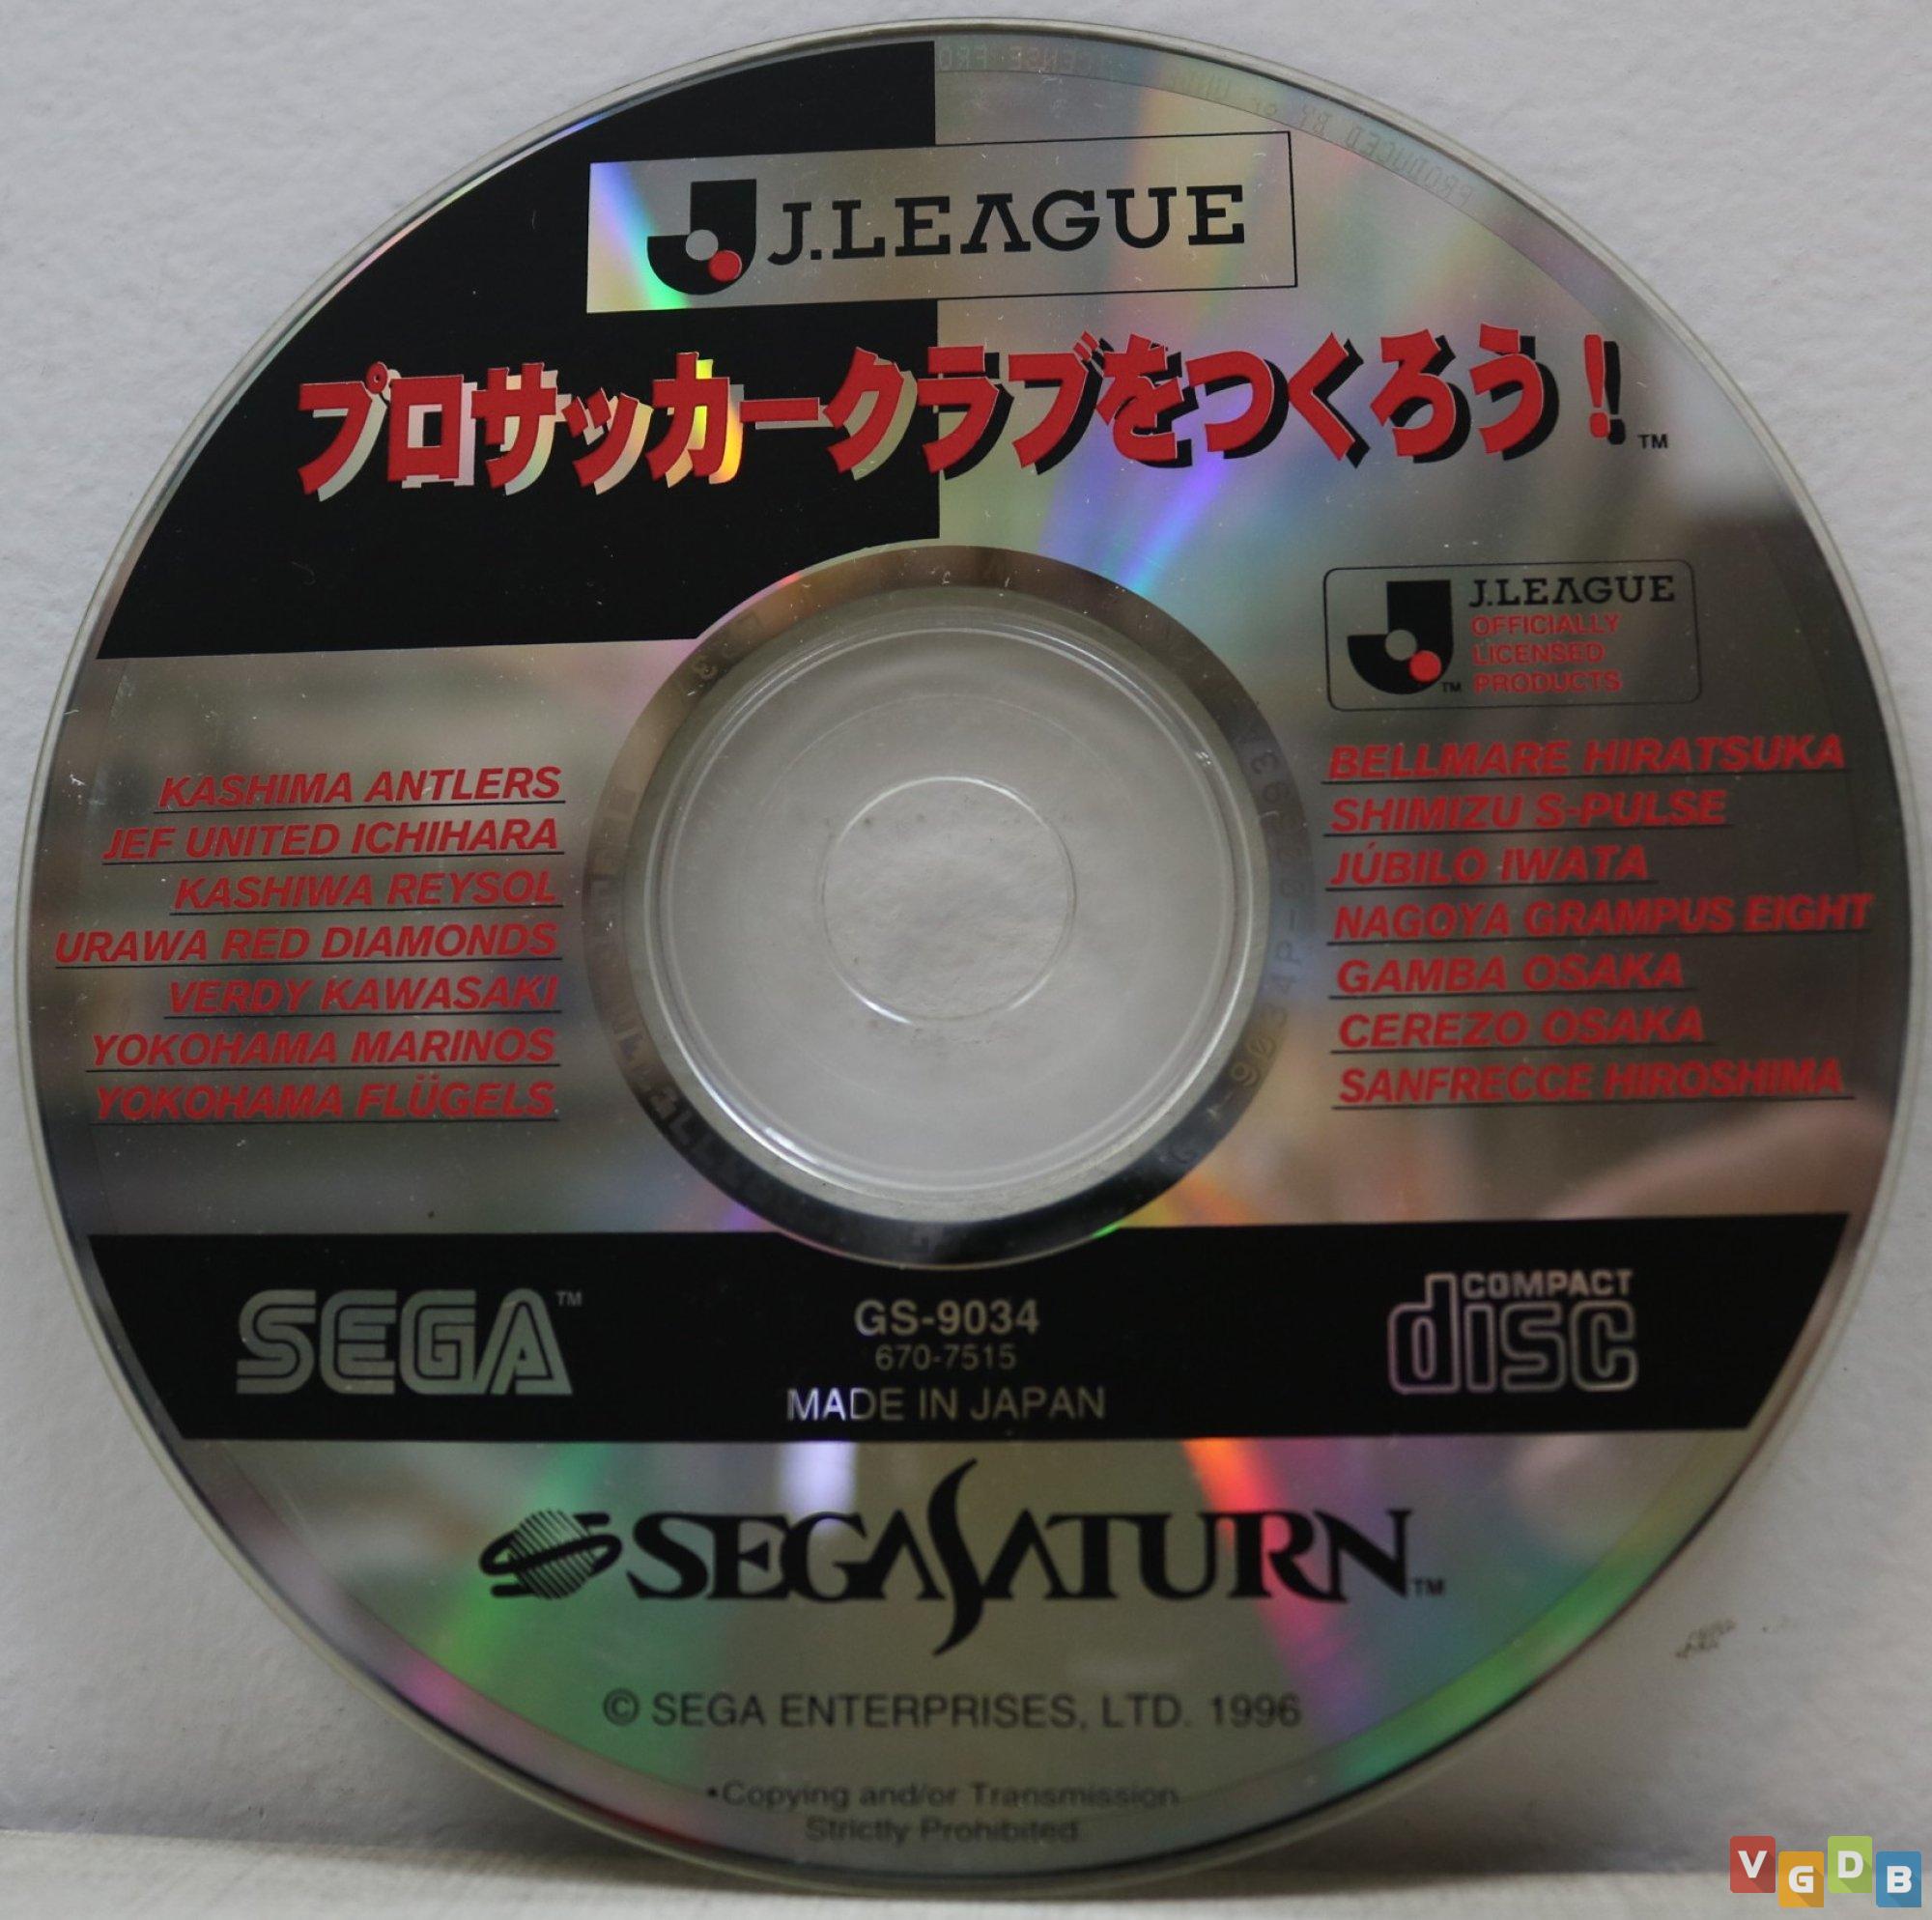 J.LEAGUE
プロサッカークラブをつくろう!™
J.LEAGUE
OFFICIALLY
LICENSED
PRODUCTS
™
KASHIMA ANTLERS
JEF UNITED ICHIHARA
KASHIWA REYSOL
URAWA RED DIAMONDS
VERDY KAWASAKI
YOKOHAMA MARINOS
YOKOHAMA FLÜGELS
BELLMARE HIRATSUKA
SHIMIZU S-PULSE
JÚBILO IWATA
NAGOYA GRAMPUS EIGHT
GAMBA OSAKA
CEREZO OSAKA
SANFRECCE HIROSHIMA
SEGA™
GS-9034
670-7515
MADE IN JAPAN
COMPACT
disc
SEGA SATURN™
© SEGA ENTERPRISES, LTD. 1996
•Copying and/or Transmission
Strictly Prohibited
VGDB